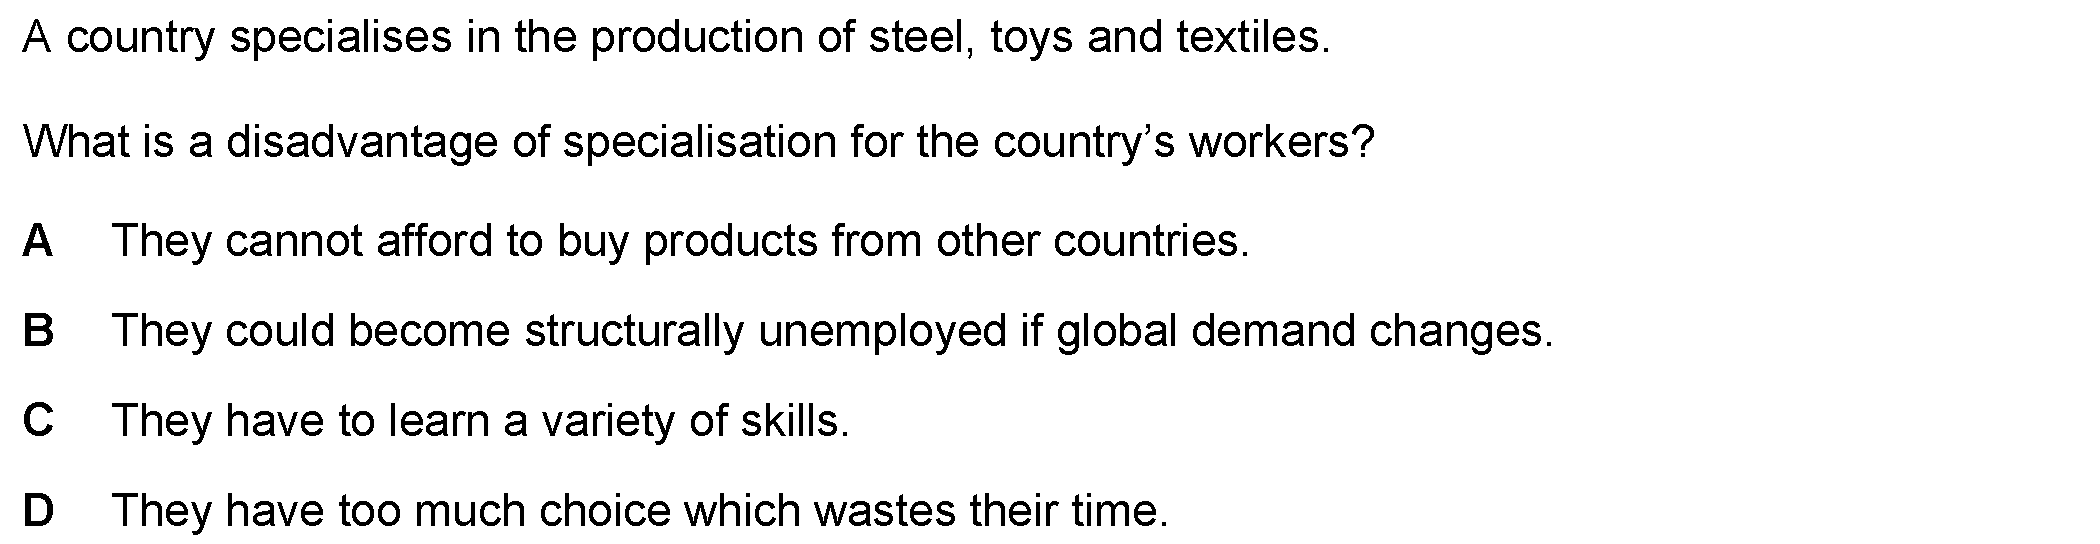 A country specialises in the production of steel, toys and textiles.
What is a disadvantage of specialisation for the country’s workers?
A They cannot afford to buy products from other countries.
B They could become structurally unemployed if global demand changes.
C They have to learn a variety of skills.
D They have too much choice which wastes their time.